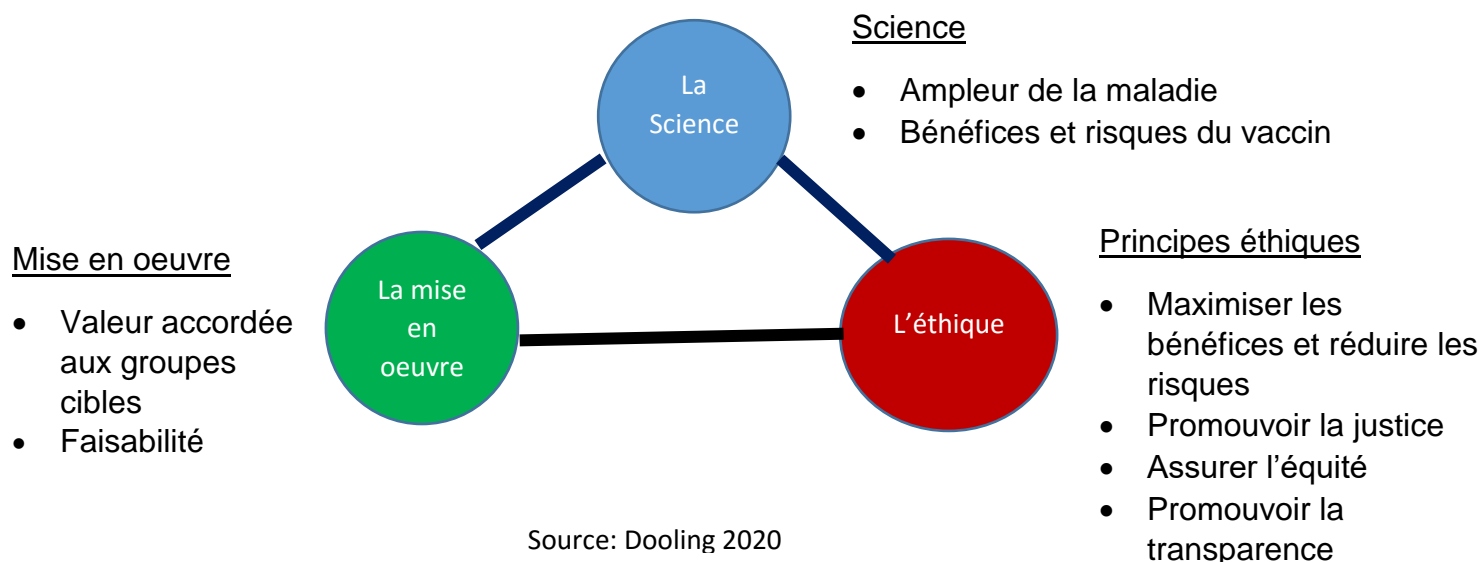 Science
• Ampleur de la maladie
• Bénéfices et risques du vaccin
La
Science
Mise en oeuvre
• Valeur accordée
aux groupes
cibles
• Faisabilité
La mise
en
oeuvre
L’éthique
Principes éthiques
• Maximiser les
bénéfices et réduire les
risques
• Promouvoir la justice
• Assurer l’équité
• Promouvoir la
transparence
Source: Dooling 2020